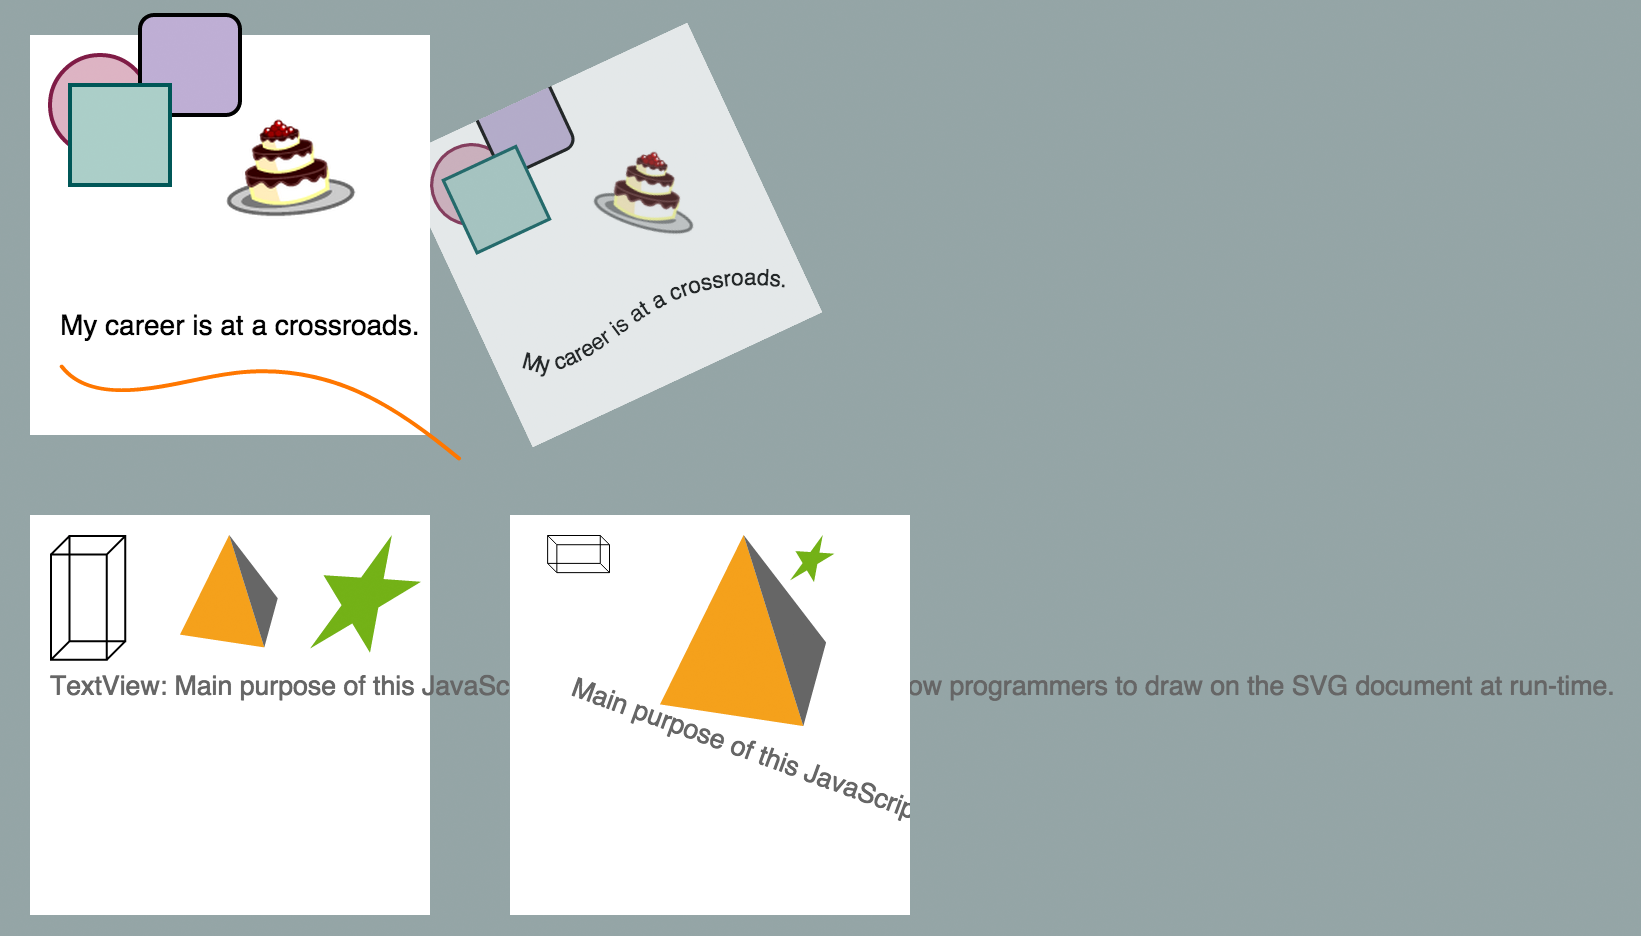 My career is at a crossroads.
My career is at a crossroads.
TextView: Main purpose of this JavaSc
ow programmers to draw on the SVG document at run-time.
Main purpose of this JavaScrip